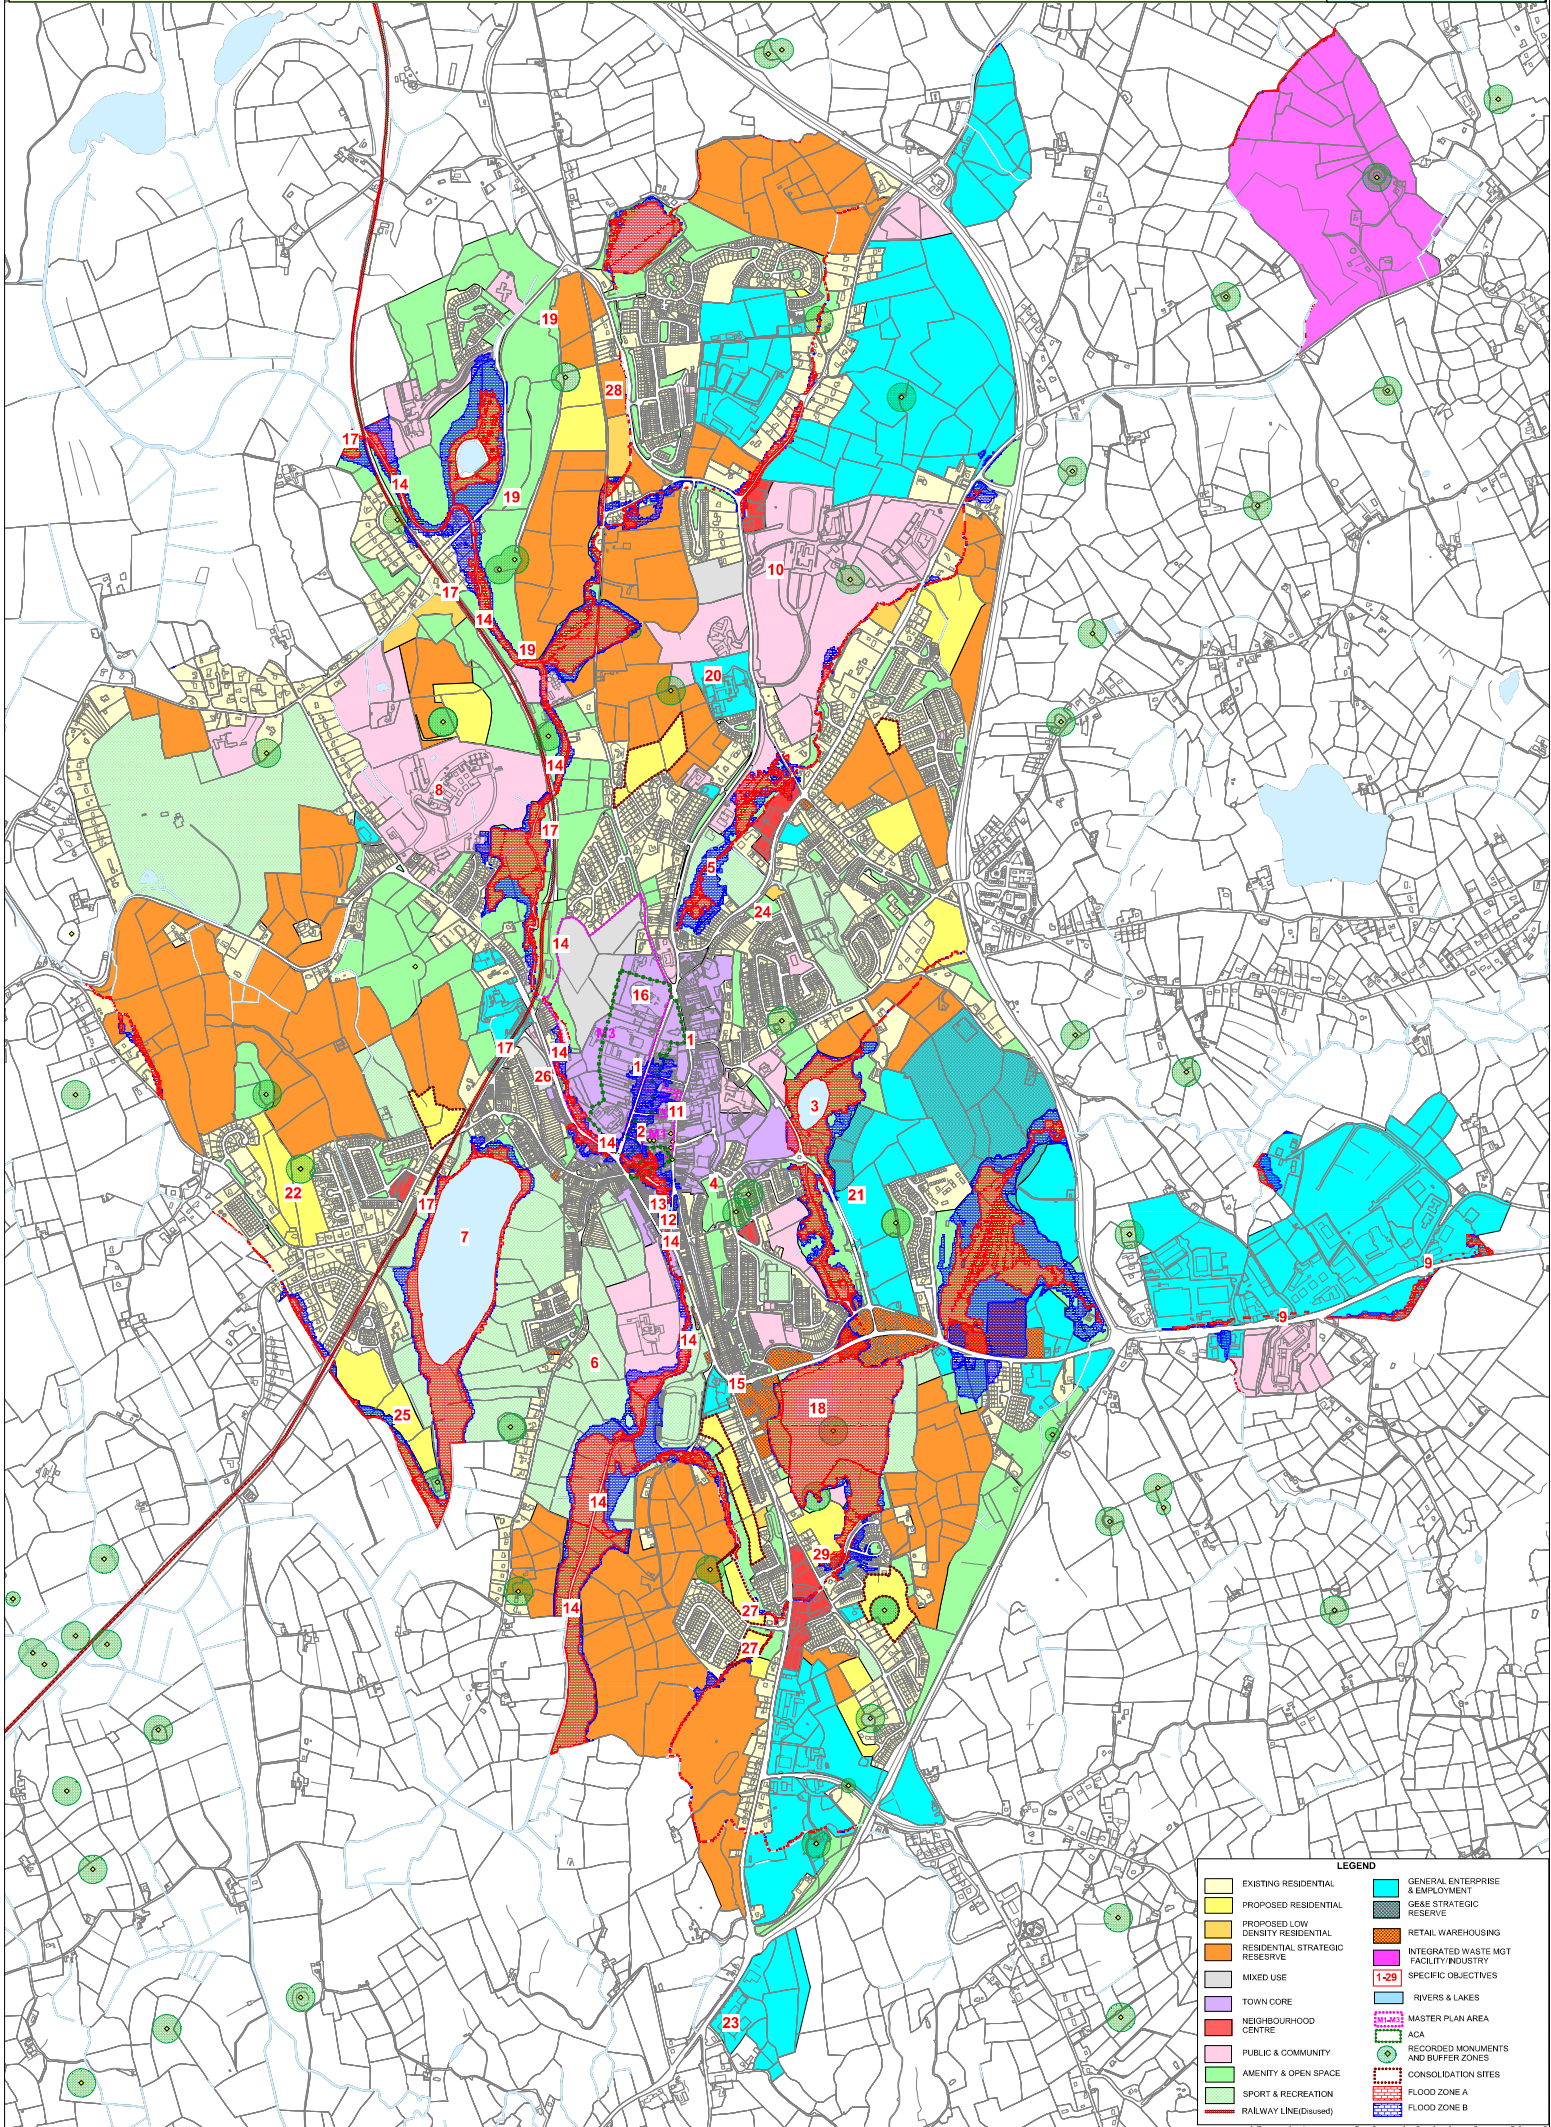 19
28
17
14
19
10
17
14
19
20
14
8
17
5
24
14
16
M3
1
17
14
1
26
3
11
2
M1
14
4
22
21
17
13
12
7
14
9
9
14
6
15
25
18
14
29
14
27
27
23
LEGEND
EXISTING RESIDENTIAL
PROPOSED RESIDENTIAL
PROPOSED LOW
DENSITY RESIDENTIAL
RESIDENTIAL STRATEGIC
RESESRVE
MIXED USE
TOWN CORE
NEIGHBOURHOOD
CENTRE
PUBLIC & COMMUNITY
AMENITY & OPEN SPACE
SPORT & RECREATION
RAILWAY LINE(Disused)
GENERAL ENTERPRISE
& EMPLOYMENT
GE&E STRATEGIC
RESERVE
RETAIL WAREHOUSING
INTEGRATED WASTE MGT
FACILITY/INDUSTRY
1-29 SPECIFIC OBJECTIVES
RIVERS & LAKES
M1-M3 MASTER PLAN AREA
ACA
RECORDED MONUMENTS
AND BUFFER ZONES
CONSOLIDATION SITES
FLOOD ZONE A
FLOOD ZONE B